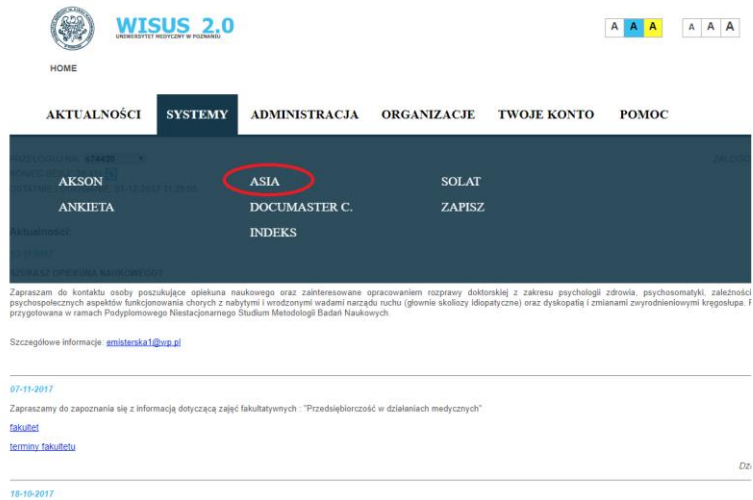 WISUS 2.0
UNIWERSYTET MEDYCZNY W POZNANIU
A A A
A A A
HOME
AKTUALNOŚCI SYSTEMY ADMINISTRACJA ORGANIZACJE TWOJE KONTO POMOC
AKSON ASIA SOLAT
ANKIETA DOCUMASTER C. ZAPISZ
Aktualności:
INDEKS
SZUKASZ OPIEKUNA NAUKOWEGO?
Zapraszam do kontaktu osoby poszukujące opiekuna naukowego oraz zainteresowane opracowaniem rozprawy doktorskiej z zakresu psychologii zdrowia, psychosomatyki, zależności
psychospołecznych aspektów funkcjonowania chorych z nabytymi i wrodzonymi wadami narządu ruchu (głownie skoliozy idiopatyczne) oraz dyskopatią i zmianami zwyrodnieniowymi kręgosłupa.
przygotowana w ramach Podyplomowego Niestacjonarnego Studium Metodologii Badań Naukowych.
Szczegółowe informacje: emisterska1@wp.pl
07-11-2017
Zapraszamy do zapoznania się z informacją dotyczącą zajęć fakultatywnych : "Przedsiębiorczość w działaniach medycznych"
fakultet
terminy fakultetu
18-10-2017